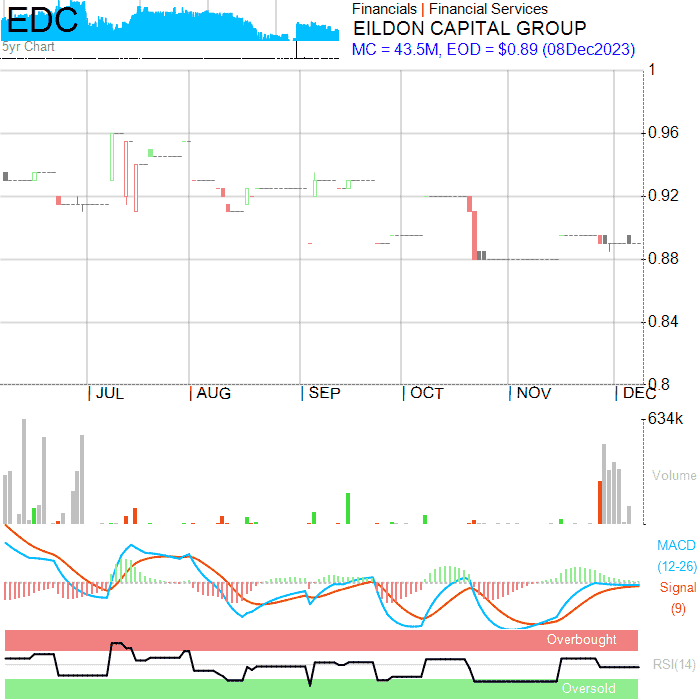 EDC
5yr Chart
Financials | Financial Services
EILDON CAPITAL GROUP
MC = 43.5M, EOD = $0.89 (08Dec2023)
1
0.96
0.92
0.88
0.84
0.8
JUL AUG SEP OCT NOV DEC
634k
Volume
MACD
(12-26)
Signal
(9)
Overbought
RSI(14)
Oversold